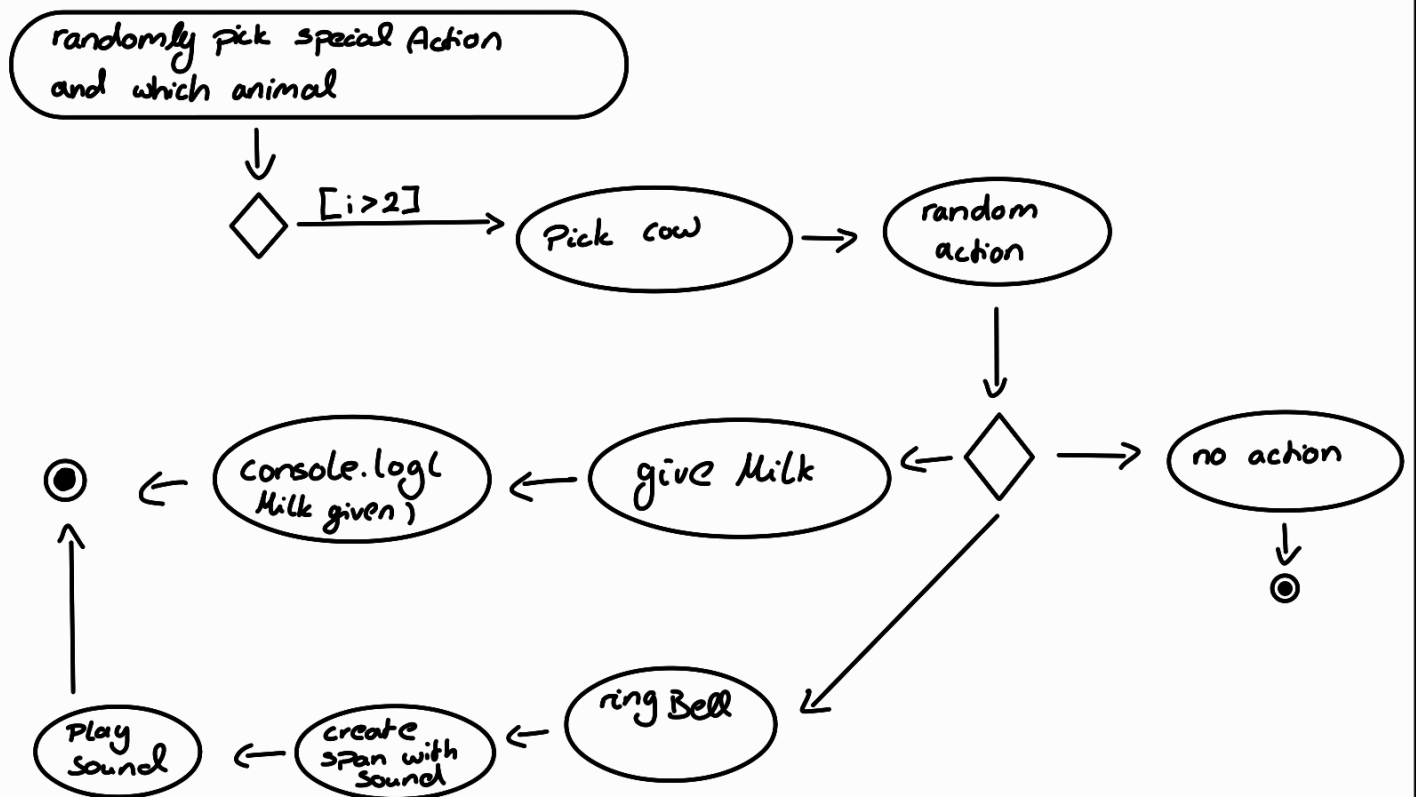 randomly pick special Action
and which animal
[i>2]
Pick cow
random
action
no action
give Milk
console.log(
Milk given)
ring Bell
create
span with
sound
Play
sound